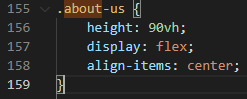 155 .about-us {
156 height: 90vh;
157 display: flex;
158 align-items: center;
159 }